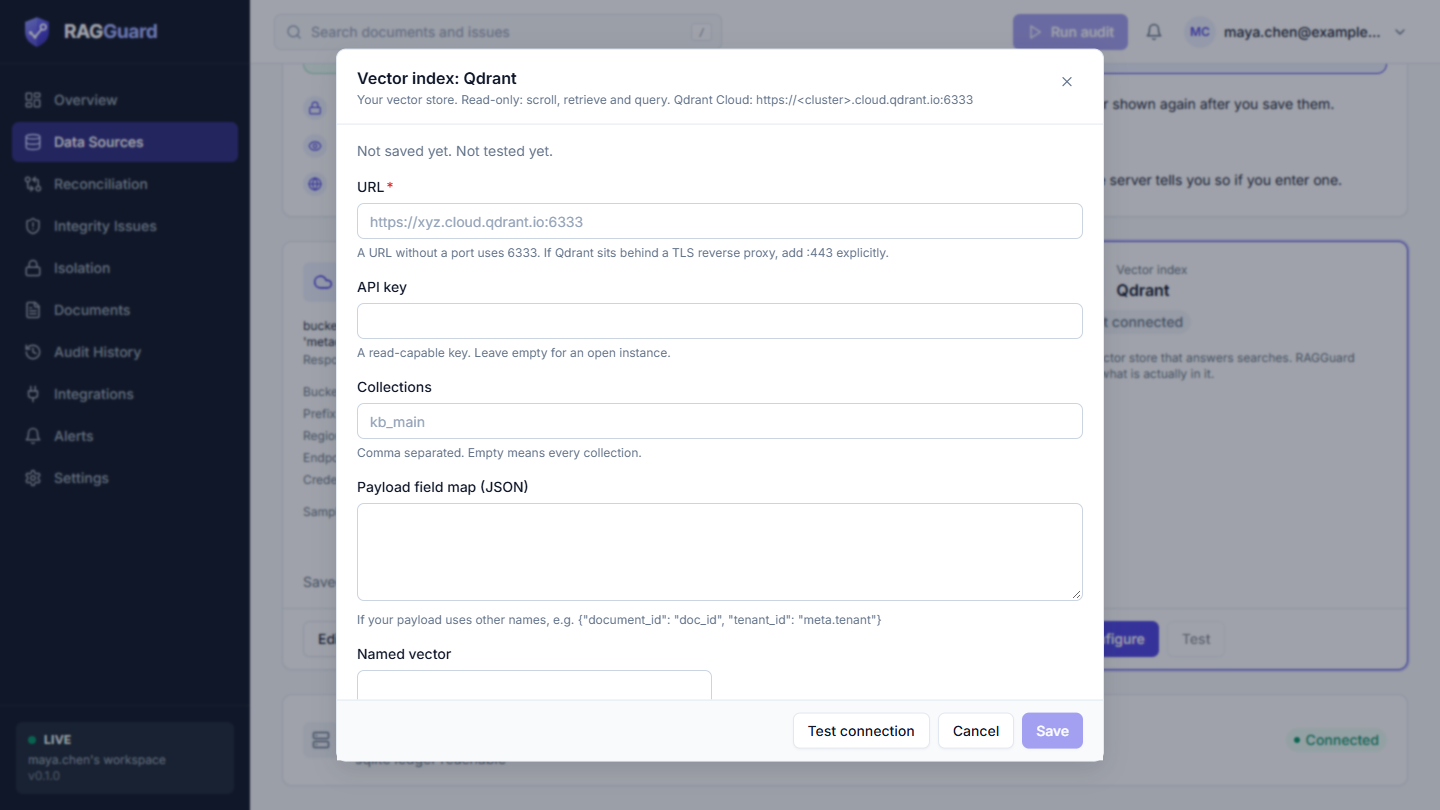 RAGGuard
Search documents and issues
/
Run audit
MC
maya.chen@example...
Overview
Data Sources
Reconciliation
Integrity Issues
Isolation
Documents
Audit History
Integrations
Alerts
Settings
LIVE
maya.chen's workspace
v0.1.0
shown again after you save them.
server tells you so if you enter one.
Vector index: Qdrant
Your vector store. Read-only: scroll, retrieve and query. Qdrant Cloud: https://<cluster>.cloud.qdrant.io:6333
Not saved yet. Not tested yet.
URL *
https://xyz.cloud.qdrant.io:6333
A URL without a port uses 6333. If Qdrant sits behind a TLS reverse proxy, add :443 explicitly.
API key
A read-capable key. Leave empty for an open instance.
Collections
kb_main
Comma separated. Empty means every collection.
Payload field map (JSON)
If your payload uses other names, e.g. {"document_id": "doc_id", "tenant_id": "meta.tenant"}
Named vector
Test connection
Cancel
Save
Vector index
Qdrant
connected
store that answers searches. RAGGuard
what is actually in it.
Test
Connected